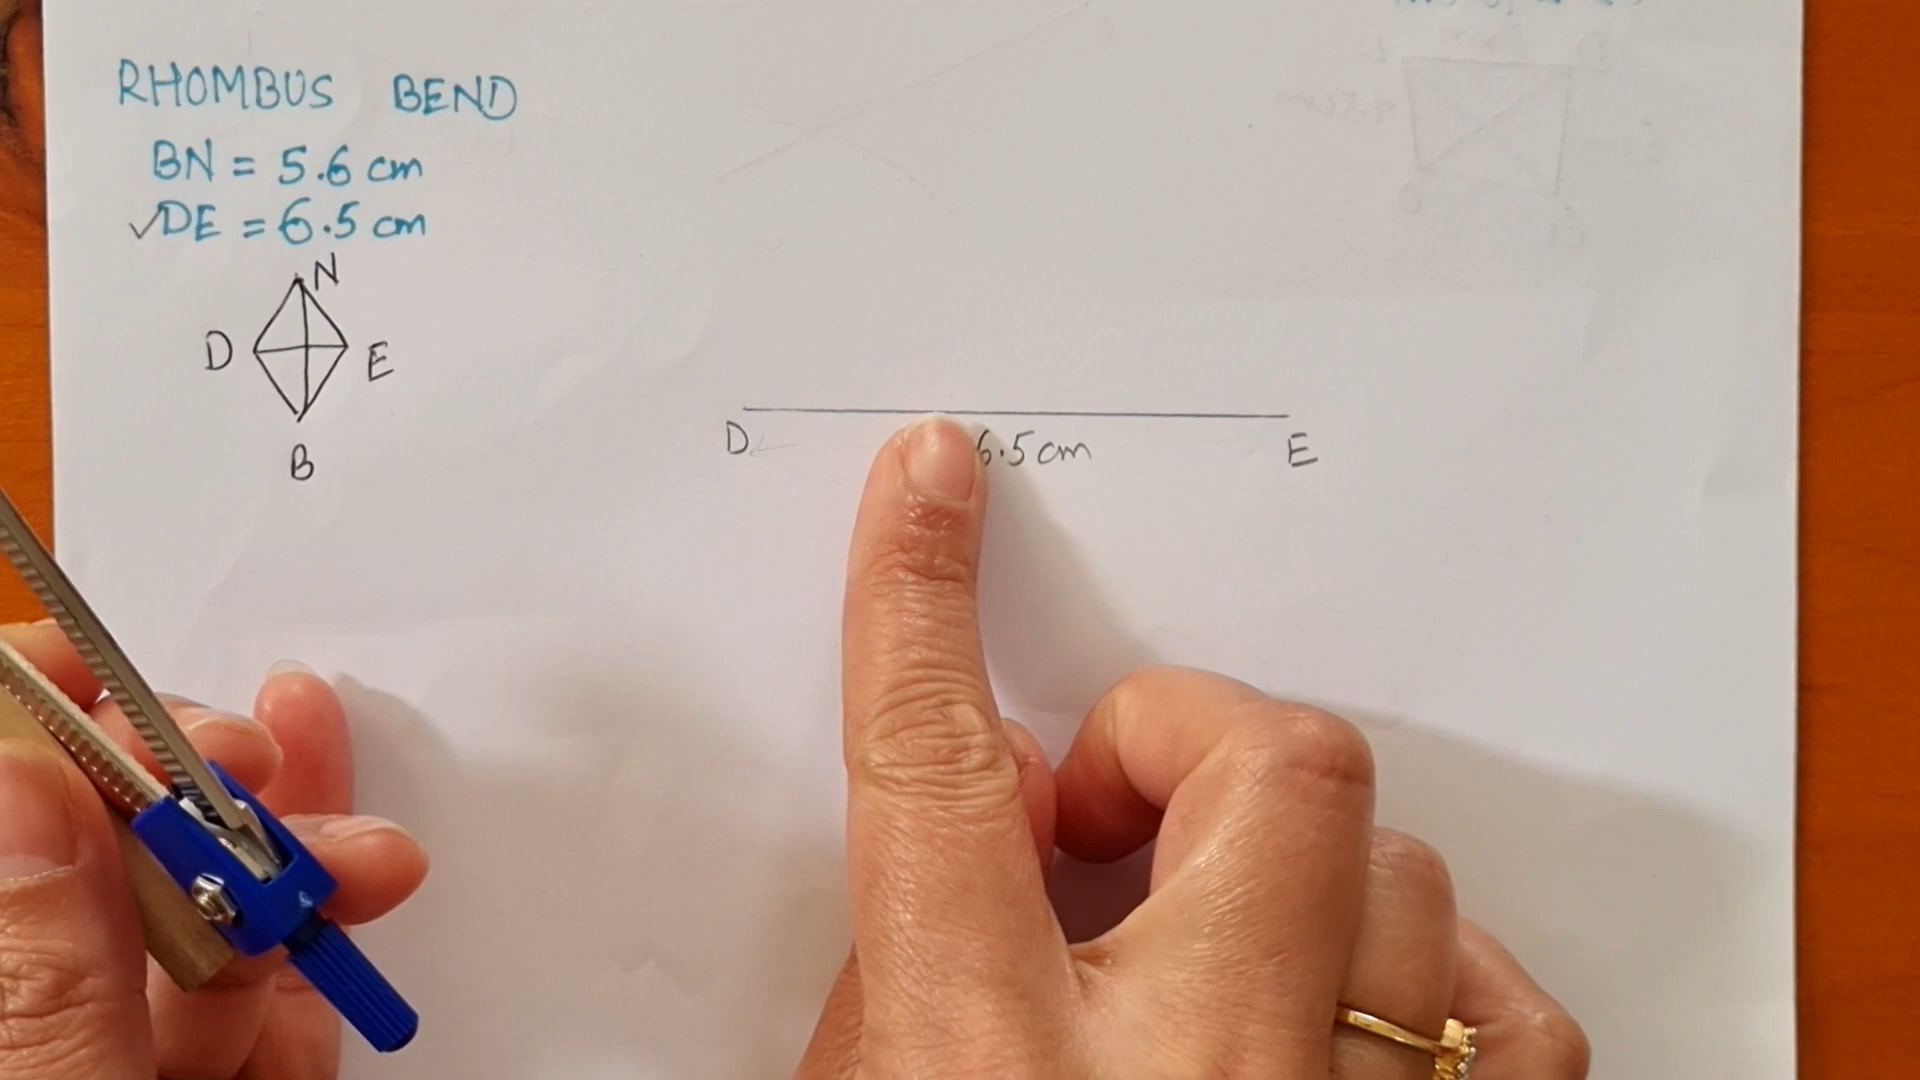 RHOMBUS BEND
BN = 5.6 cm
✓DE = 6.5 cm
N
D E
B
D 6.5 cm E